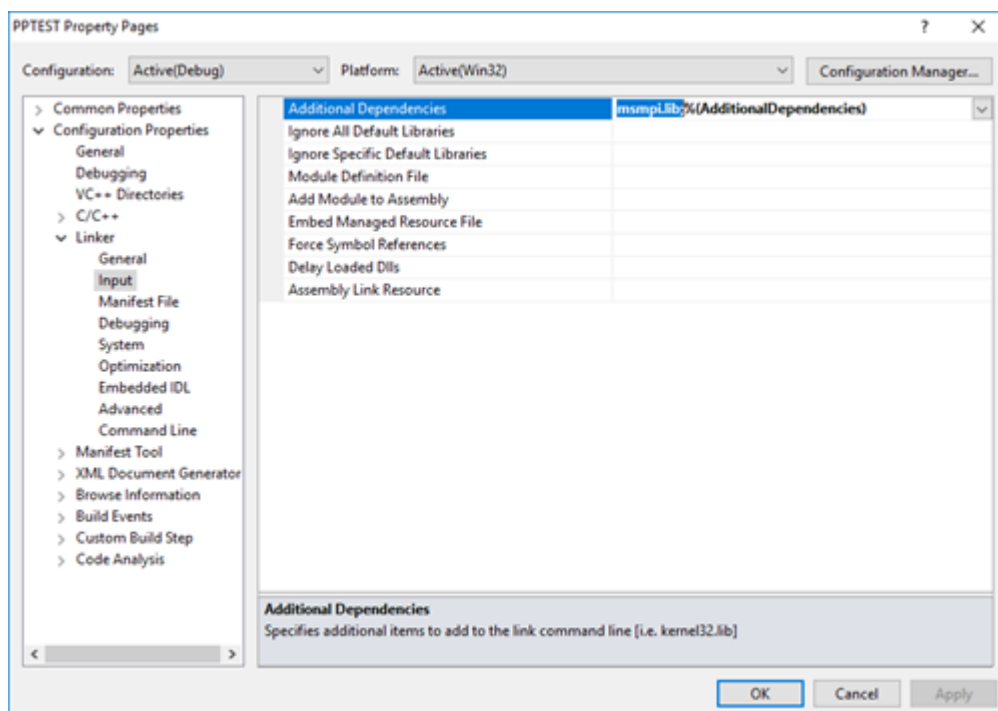 PPTEST Property Pages
? ×
Configuration: Active(Debug) Platform: Active(Win32) Configuration Manager...
Common Properties
Configuration Properties
General
Debugging
VC++ Directories
C/C++
Linker
General
Input
Manifest File
Debugging
System
Optimization
Embedded IDL
Advanced
Command Line
Manifest Tool
XML Document Generator
Browse Information
Build Events
Custom Build Step
Code Analysis
Additional Dependencies msmpi.lib;%(AdditionalDependencies)
Ignore All Default Libraries
Ignore Specific Default Libraries
Module Definition File
Add Module to Assembly
Embed Managed Resource File
Force Symbol References
Delay Loaded Dlls
Assembly Link Resource
Additional Dependencies
Specifies additional items to add to the link command line [i.e. kernel32.lib]
OK Cancel Apply